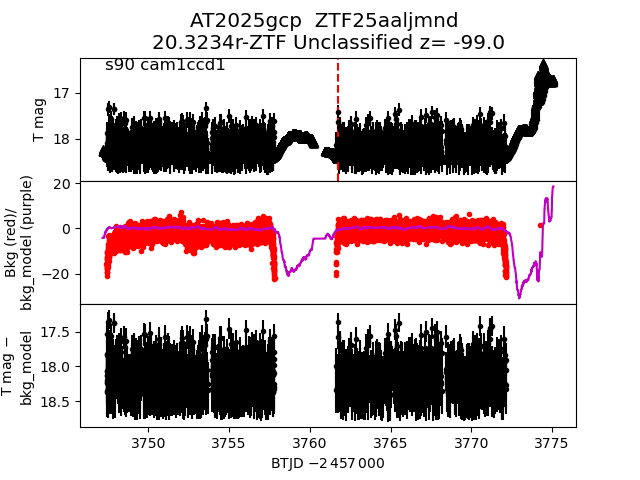 AT2025gcp  ZTF25aaljmnd
20.3234r-ZTF Unclassified z= -99.0
s90 cam1ccd1
T mag
17
18
Bkg (red)/
bkg_model (purple)
20
0
−20
T mag −
bkg_model
17.5
18.0
18.5
3750 3755 3760 3765 3770 3775
BTJD −2 457 000